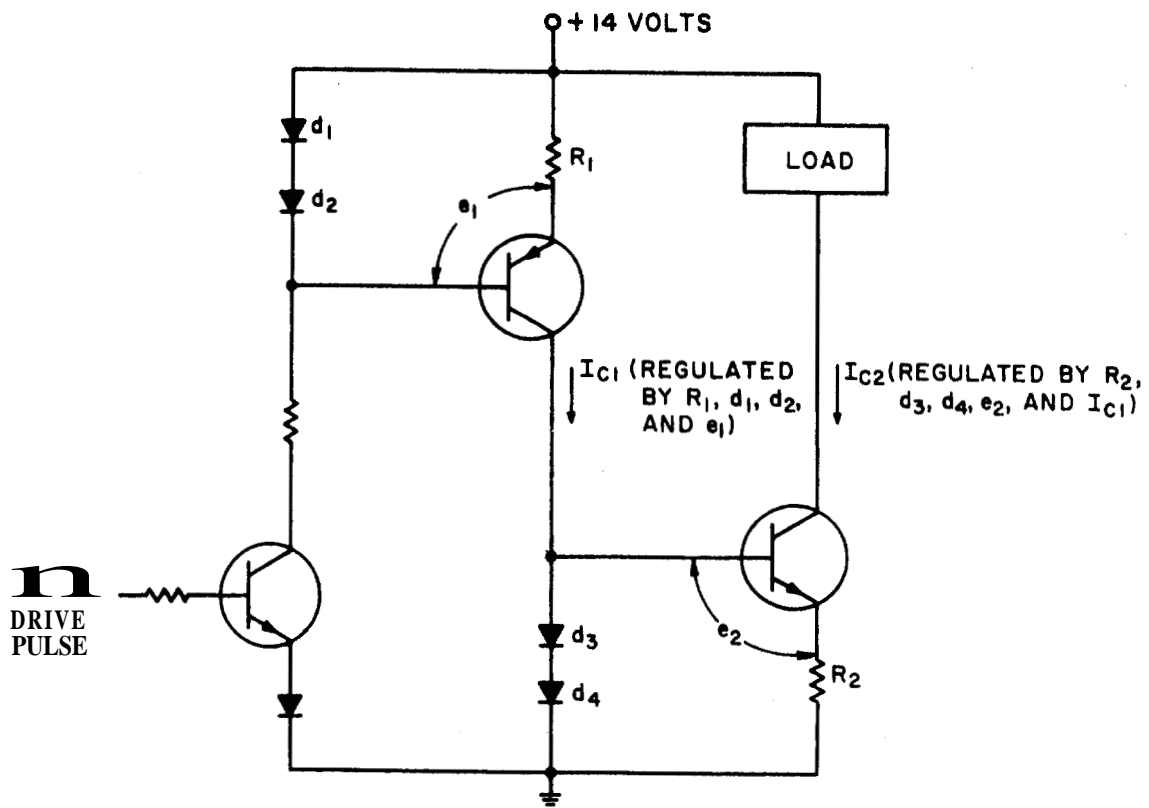 + 14 VOLTS
d1
d2
R1
e1
LOAD
IC1 (REGULATED
BY R1, d1, d2,
AND e1)
IC2 (REGULATED BY R2,
d3, d4, e2, AND IC1)
n
DRIVE
PULSE
d3
d4
e2
R2